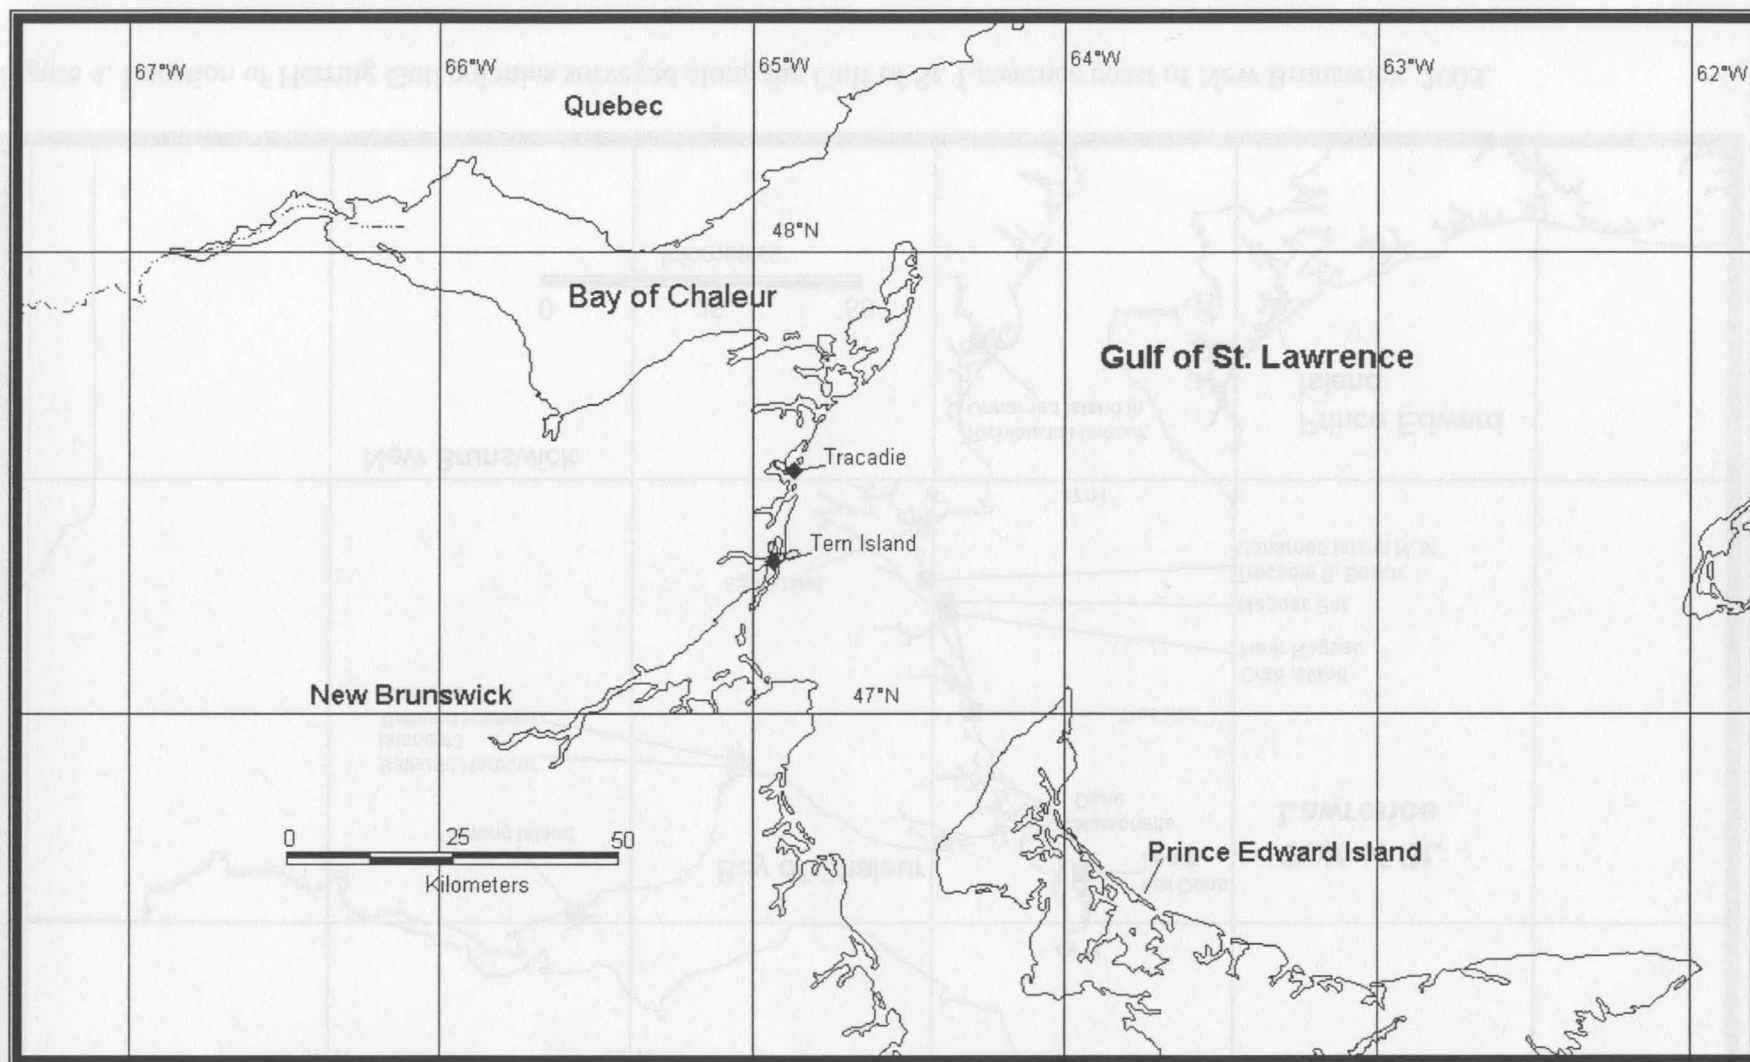 67°W
66°W
65°W
64°W
63°W
62°W
Quebec
48°N
Bay of Chaleur
Gulf of St. Lawrence
Tracadie
Tern Island
New Brunswick
47°N
0 25 50
Kilometers
Prince Edward Island